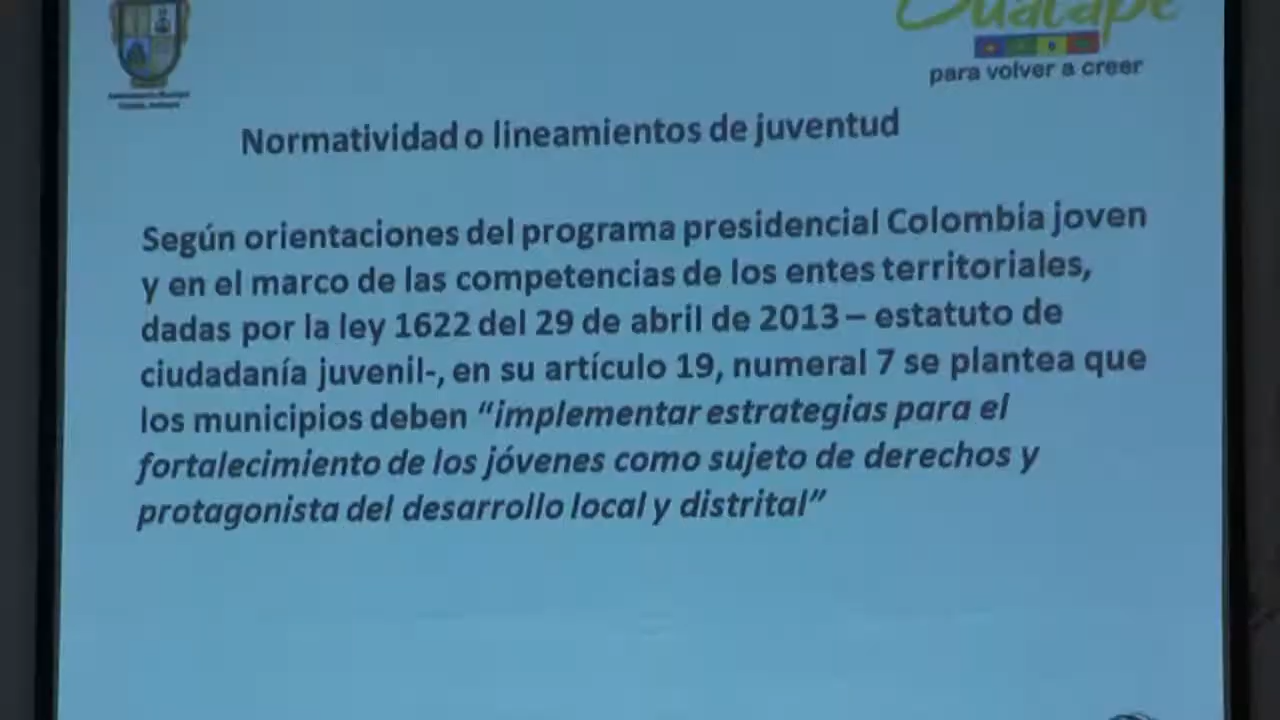 Guatapé
para volver a creer
Normatividad o lineamientos de juventud
Según orientaciones del programa presidencial Colombia joven
y en el marco de las competencias de los entes territoriales,
dadas por la ley 1622 del 29 de abril de 2013 – estatuto de
ciudadanía juvenil-, en su artículo 19, numeral 7 se plantea que
los municipios deben “implementar estrategias para el
fortalecimiento de los jóvenes como sujeto de derechos y
protagonista del desarrollo local y distrital”